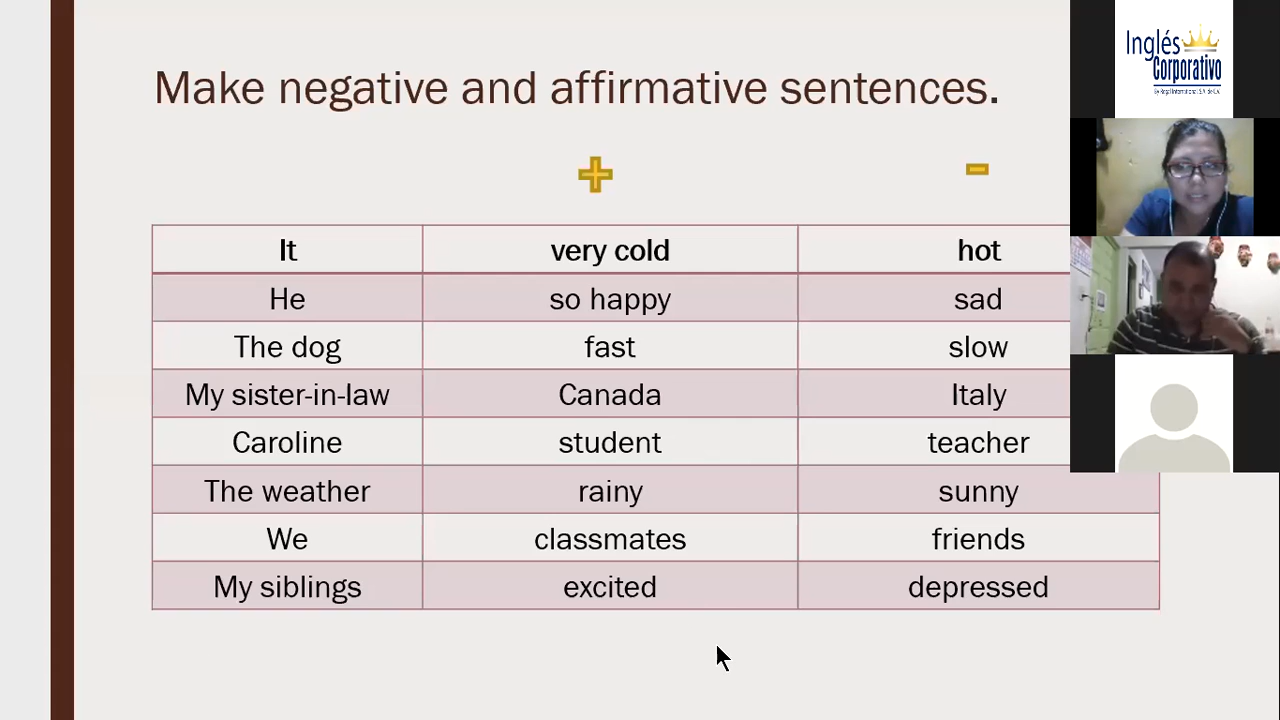 Make negative and affirmative sentences.
+ -
It very cold hot
He so happy sad
The dog fast slow
My sister-in-law Canada Italy
Caroline student teacher
The weather rainy sunny
We classmates friends
My siblings excited depressed
Inglés
Corporativo